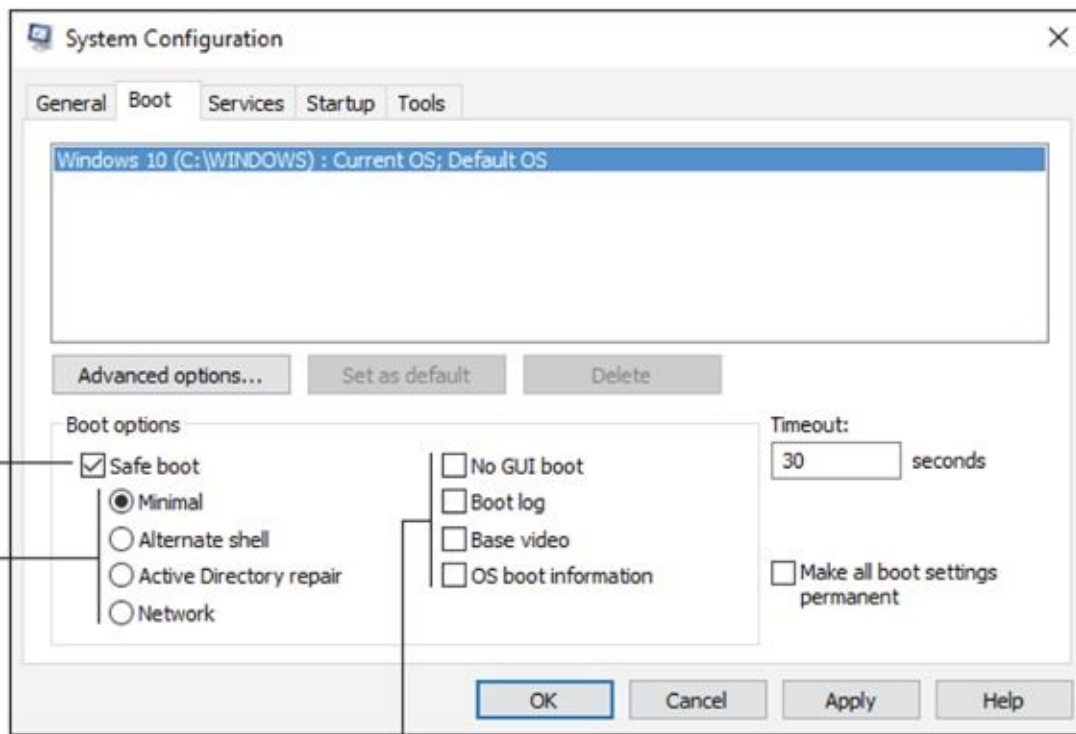 System Configuration
General Boot Services Startup Tools
Windows 10 (C:\WINDOWS) : Current OS; Default OS
Advanced options... Set as default Delete
Boot options
Safe boot
Minimal
Alternate shell
Active Directory repair
Network
No GUI boot
Boot log
Base video
OS boot information
Timeout:
30 seconds
Make all boot settings
permanent
OK Cancel Apply Help